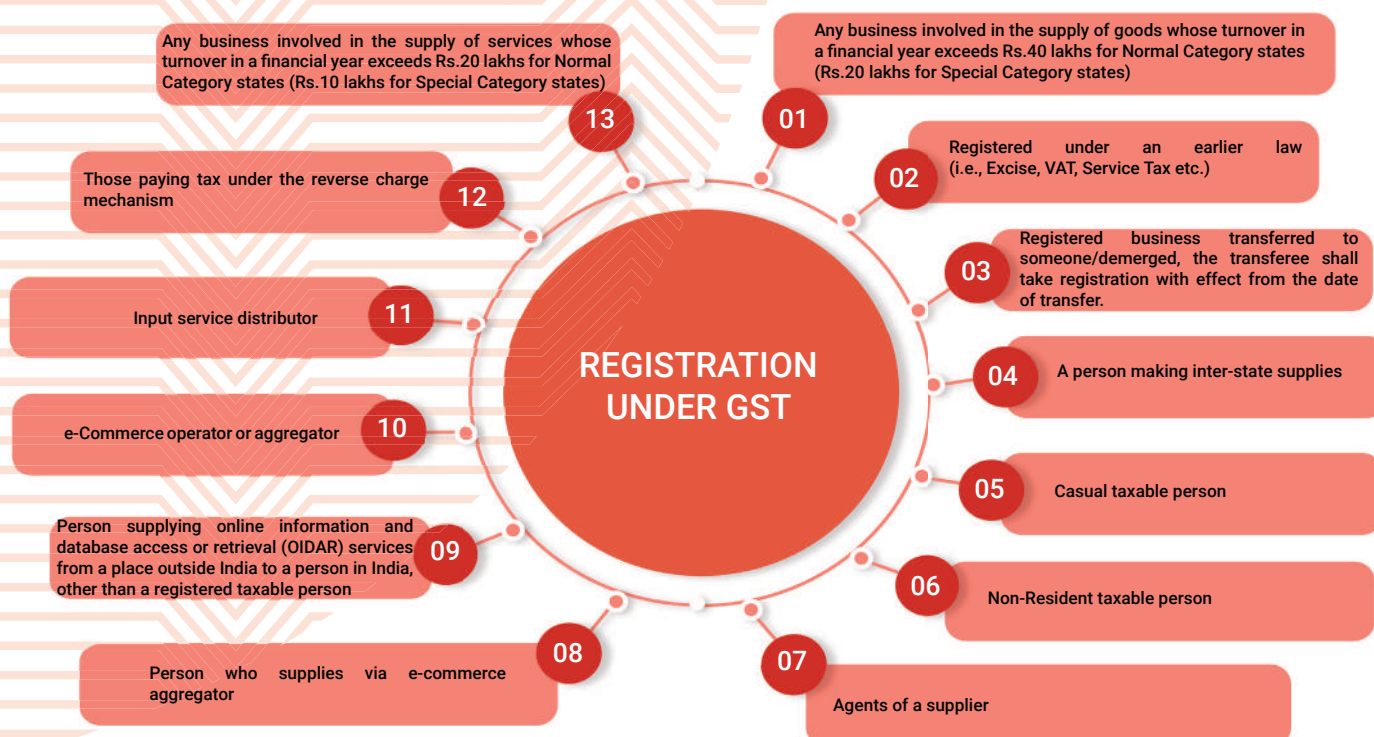 REGISTRATION
UNDER GST
01
Any business involved in the supply of goods whose turnover in
a financial year exceeds Rs.40 lakhs for Normal Category states
(Rs.20 lakhs for Special Category states)
02
Registered under an earlier law
(i.e., Excise, VAT, Service Tax etc.)
03
Registered business transferred to
someone/demerged, the transferee shall
take registration with effect from the date
of transfer.
04
A person making inter-state supplies
05
Casual taxable person
06
Non-Resident taxable person
07
Agents of a supplier
08
Person who supplies via e-commerce
aggregator
09
Person supplying online information and
database access or retrieval (OIDAR) services
from a place outside India to a person in India,
other than a registered taxable person
10
e-Commerce operator or aggregator
11
Input service distributor
12
Those paying tax under the reverse charge
mechanism
13
Any business involved in the supply of services whose
turnover in a financial year exceeds Rs.20 lakhs for Normal
Category states (Rs.10 lakhs for Special Category states)